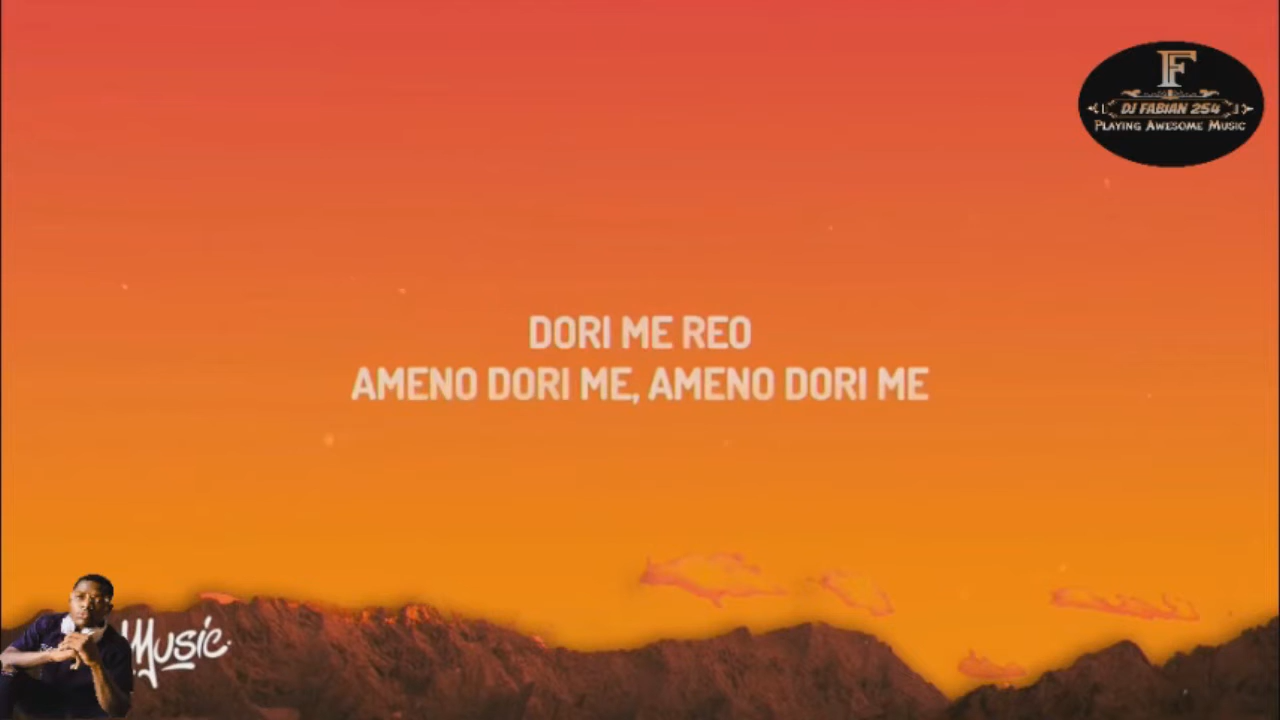 F
DJ FABIAN 254
PLAYING AWESOME MUSIC
DORI ME REO
AMENO DORI ME, AMENO DORI ME
Music